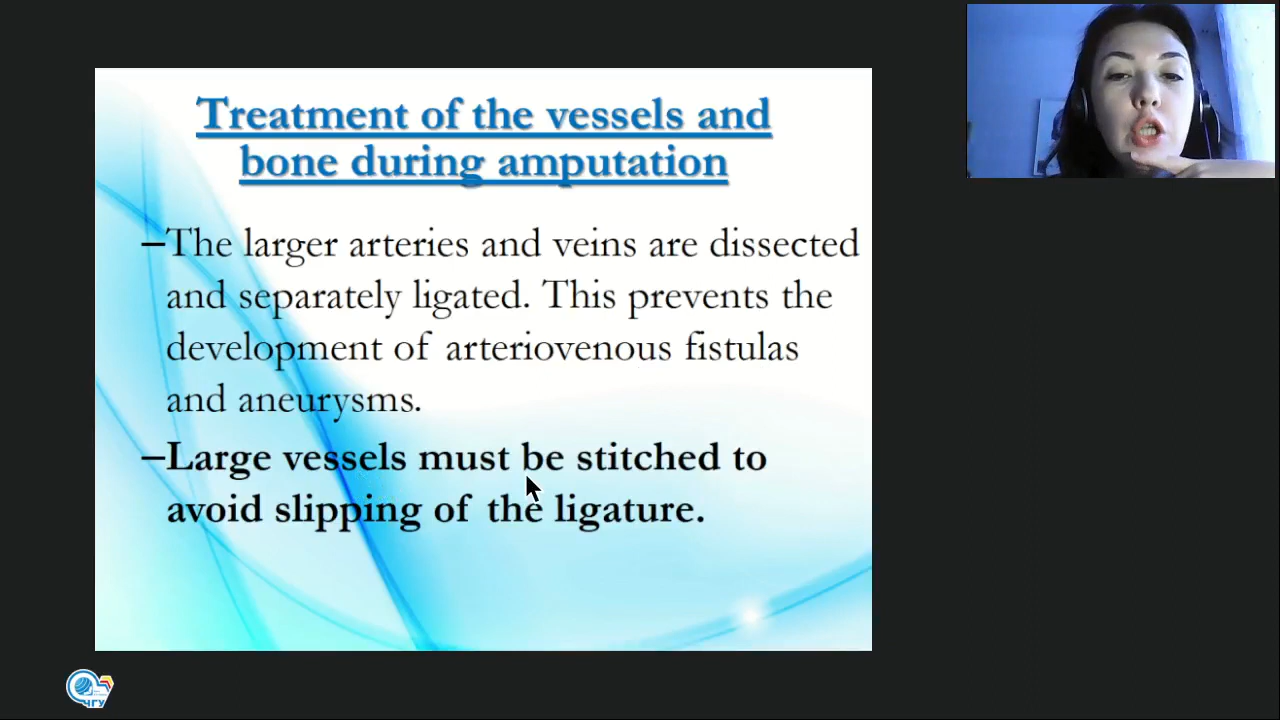 Treatment of the vessels and
bone during amputation
–The larger arteries and veins are dissected
and separately ligated. This prevents the
development of arteriovenous fistulas
and aneurysms.
–Large vessels must be stitched to
avoid slipping of the ligature.
ЧГУ